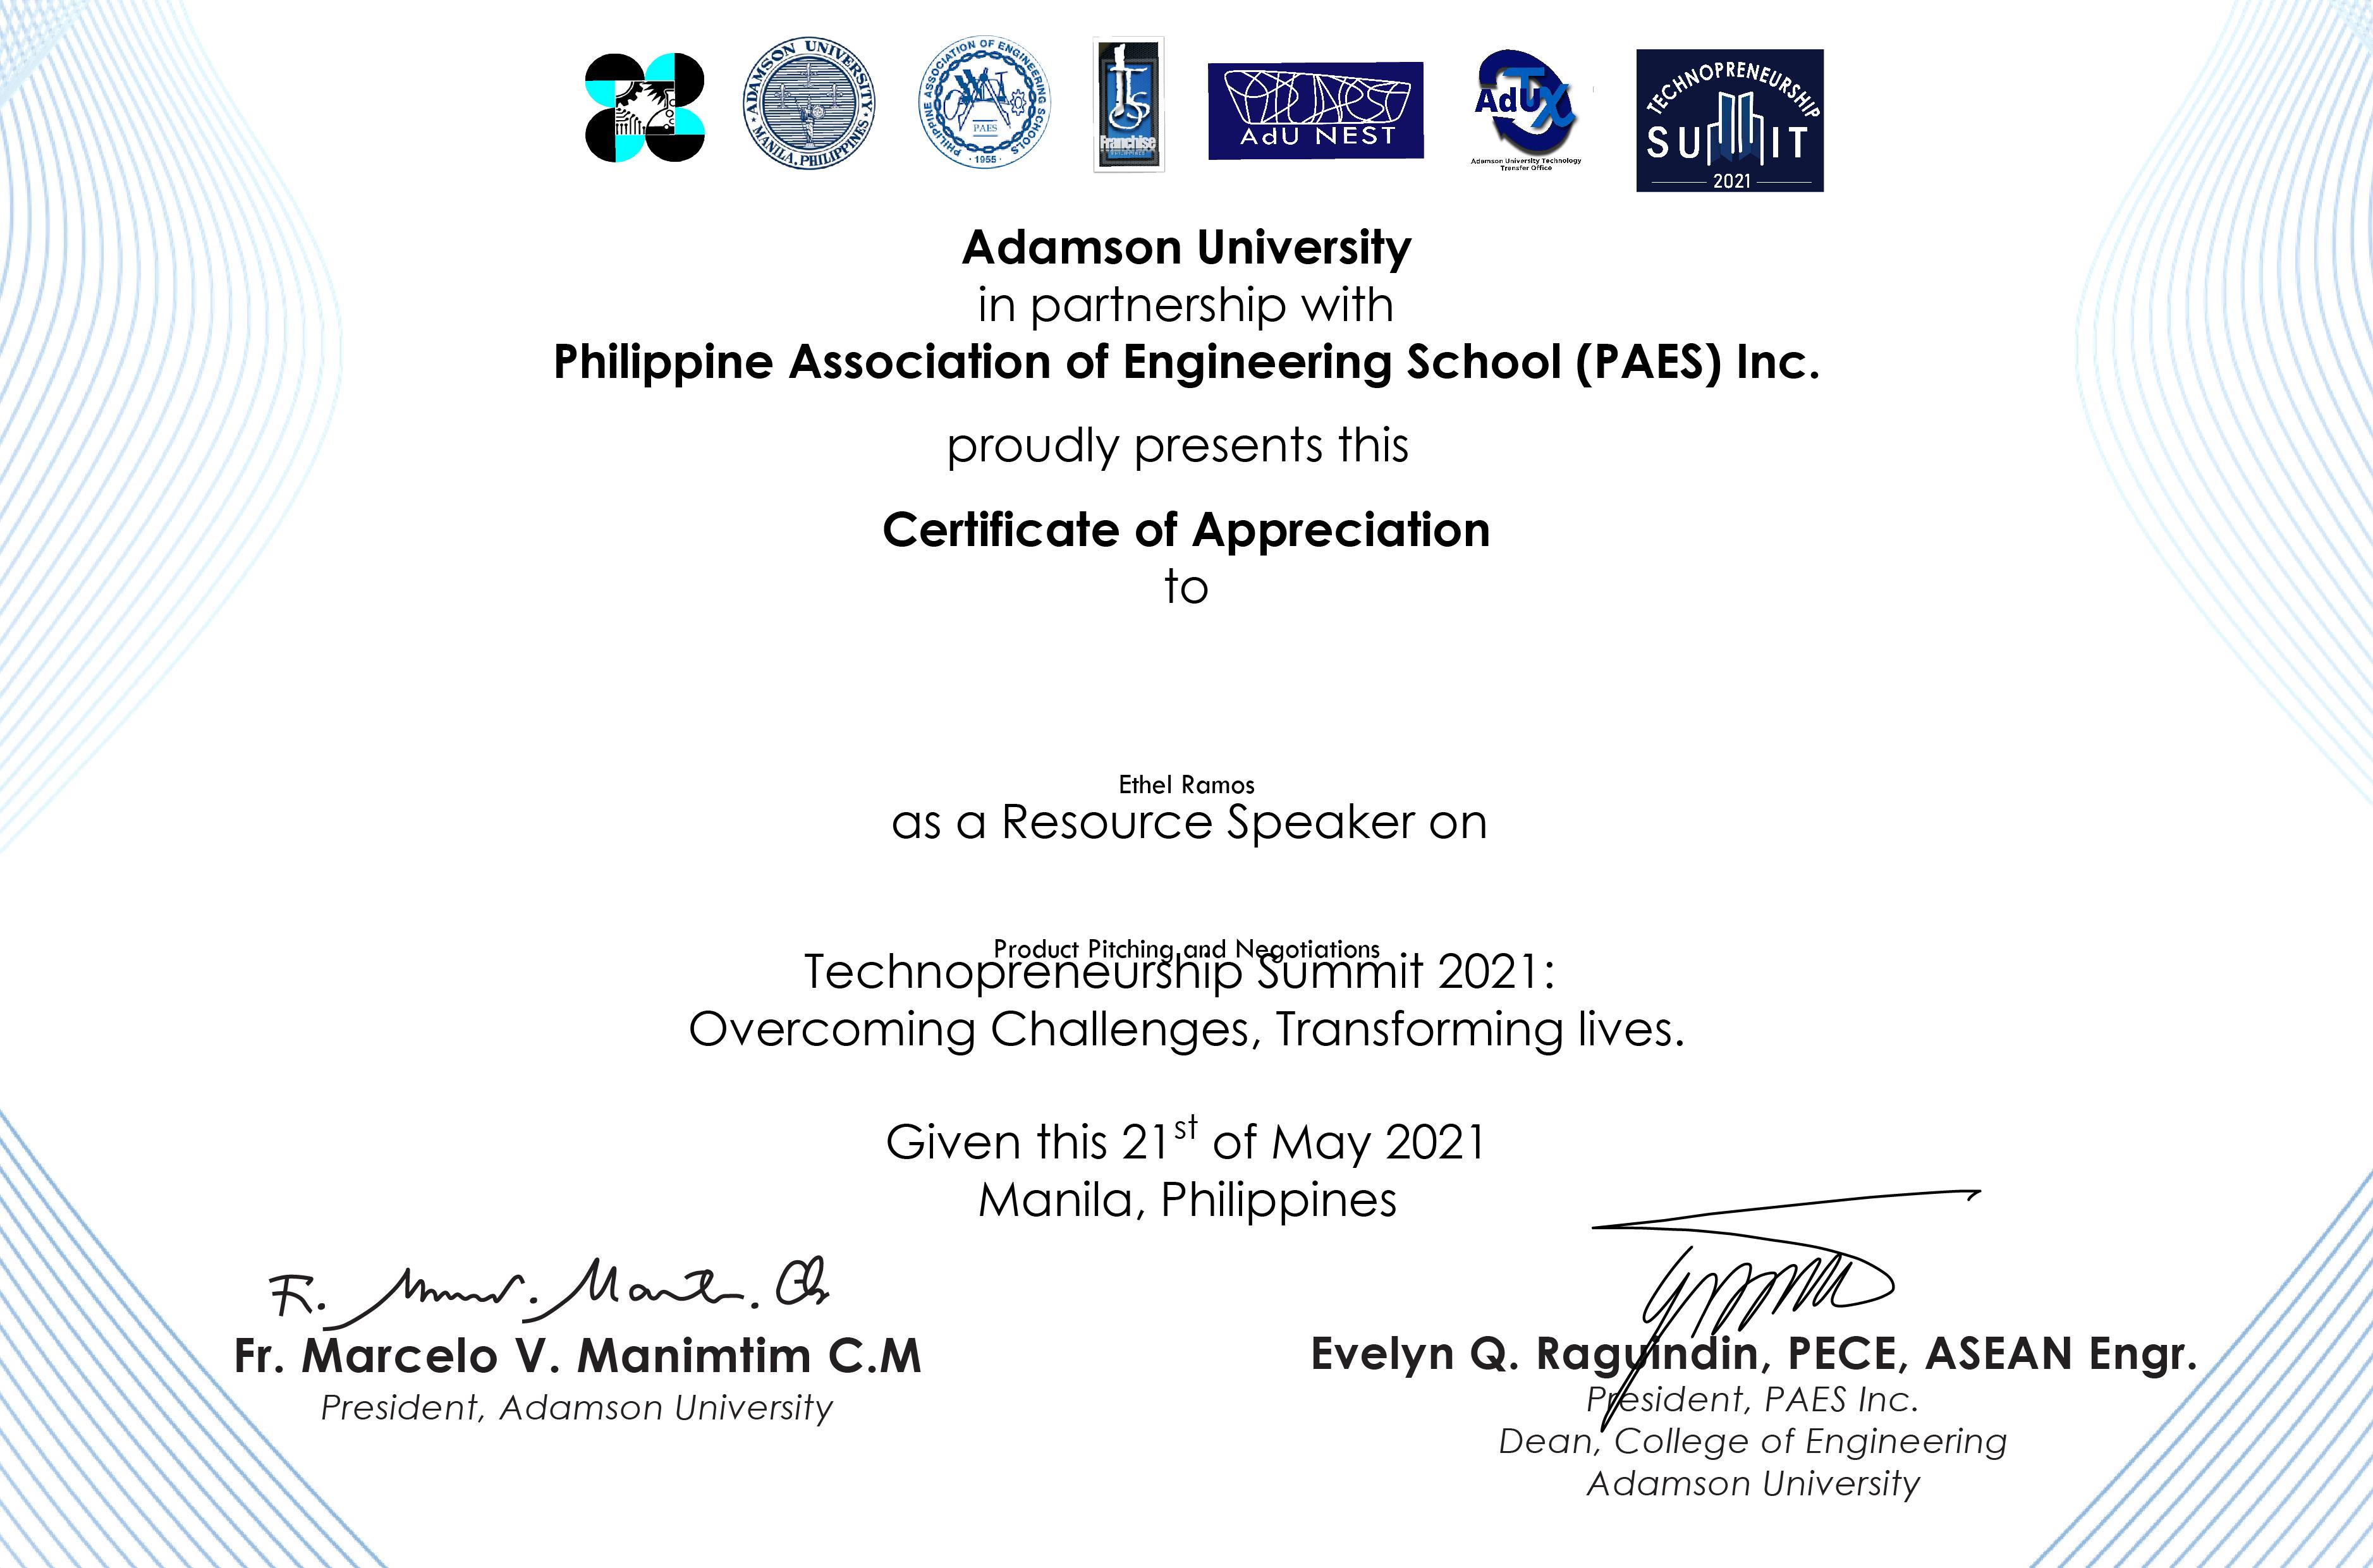 ADAMSON UNIVERSITY
MANILA, PHILIPPINES
PHILIPPINE ASSOCIATION OF ENGINEERING SCHOOLS
PAES
1955
Franchise
AdU NEST
AdUTX
Adamson University Technology
Transfer Office
TECHNOPRENEURSHIP
SUMMIT
2021
Adamson University
in partnership with
Philippine Association of Engineering School (PAES) Inc.
proudly presents this
Certificate of Appreciation
to
Ethel Ramos
as a Resource Speaker on
Product Pitching and Negotiations
Technopreneurship Summit 2021:
Overcoming Challenges, Transforming lives.
Given this 21st of May 2021
Manila, Philippines
Fr. Marcelo V. Manimtim C.M
President, Adamson University
Evelyn Q. Raguindin, PECE, ASEAN Engr.
President, PAES Inc.
Dean, College of Engineering
Adamson University